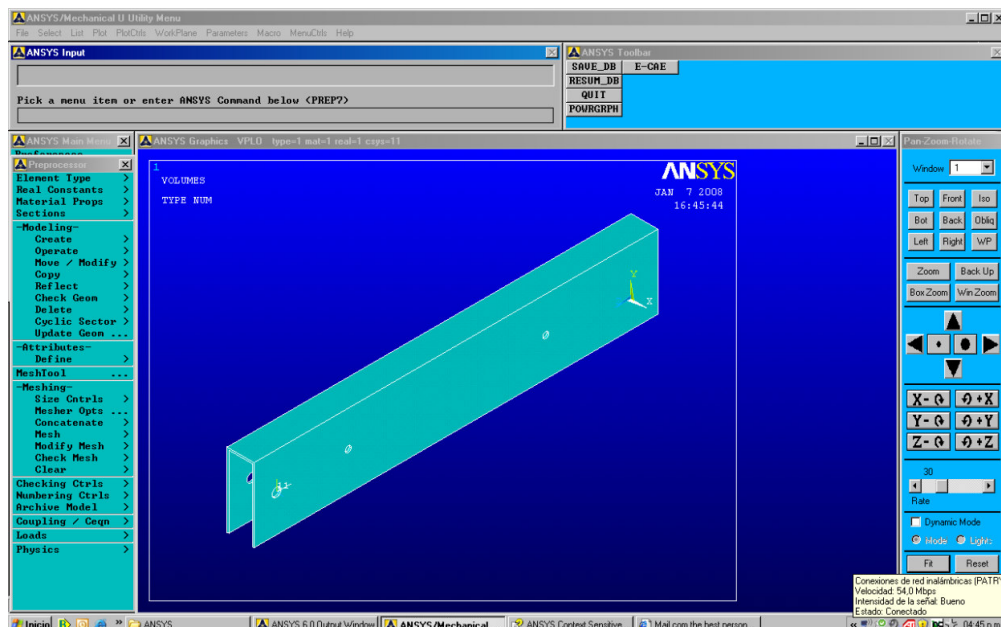 ANSYS/Mechanical U Utility Menu
File Select List Plot PlotCtrls WorkPlane Parameters Macro MenuCtrls Help
ANSYS Input
Pick a menu item or enter ANSYS Command below (PREP7)
ANSYS Toolbar
SAVE_DB E-CAE
RESUM_DB
QUIT
POWRGRPH
ANSYS Main Menu
Preprocessor
Element Type >
Real Constants >
Material Props >
Sections >
-Modeling-
Create >
Operate >
Move / Modify >
Copy >
Reflect >
Check Geom >
Delete >
Cyclic Sector >
Update Geom ...
-Attributes-
Define >
MeshTool ...
-Meshing-
Size Cntrls >
Mesher Opts ...
Concatenate >
Mesh >
Modify Mesh >
Check Mesh >
Clear >
Checking Ctrls >
Numbering Ctrls >
Archive Model >
Coupling / Ceqn >
Loads >
Physics >
ANSYS Graphics VPLO type=1 mat=1 real=1 csys=11
1
VOLUMES
TYPE NUM
ANSYS
JAN 7 2008
16:45:44
Y
X
Pan-Zoom-Rotate
Window 1
Top Front Iso
Bot Back Obliq
Left Right WP
Zoom Back Up
Box Zoom Win Zoom
X- +X
Y- +Y
Z- +Z
30
Rate
Dynamic Mode
Model Lights
Fit Reset
Conexiones de red inalámbricas (PATR
Velocidad: 54,0 Mbps
Intensidad de la señal: Bueno
Estado: Conectado
Inicio » ANSYS ANSYS 6.0 Output Window ANSYS/Mechanical ANSYS Context Sensitive Mail.com the best person « 04:45 p.m.